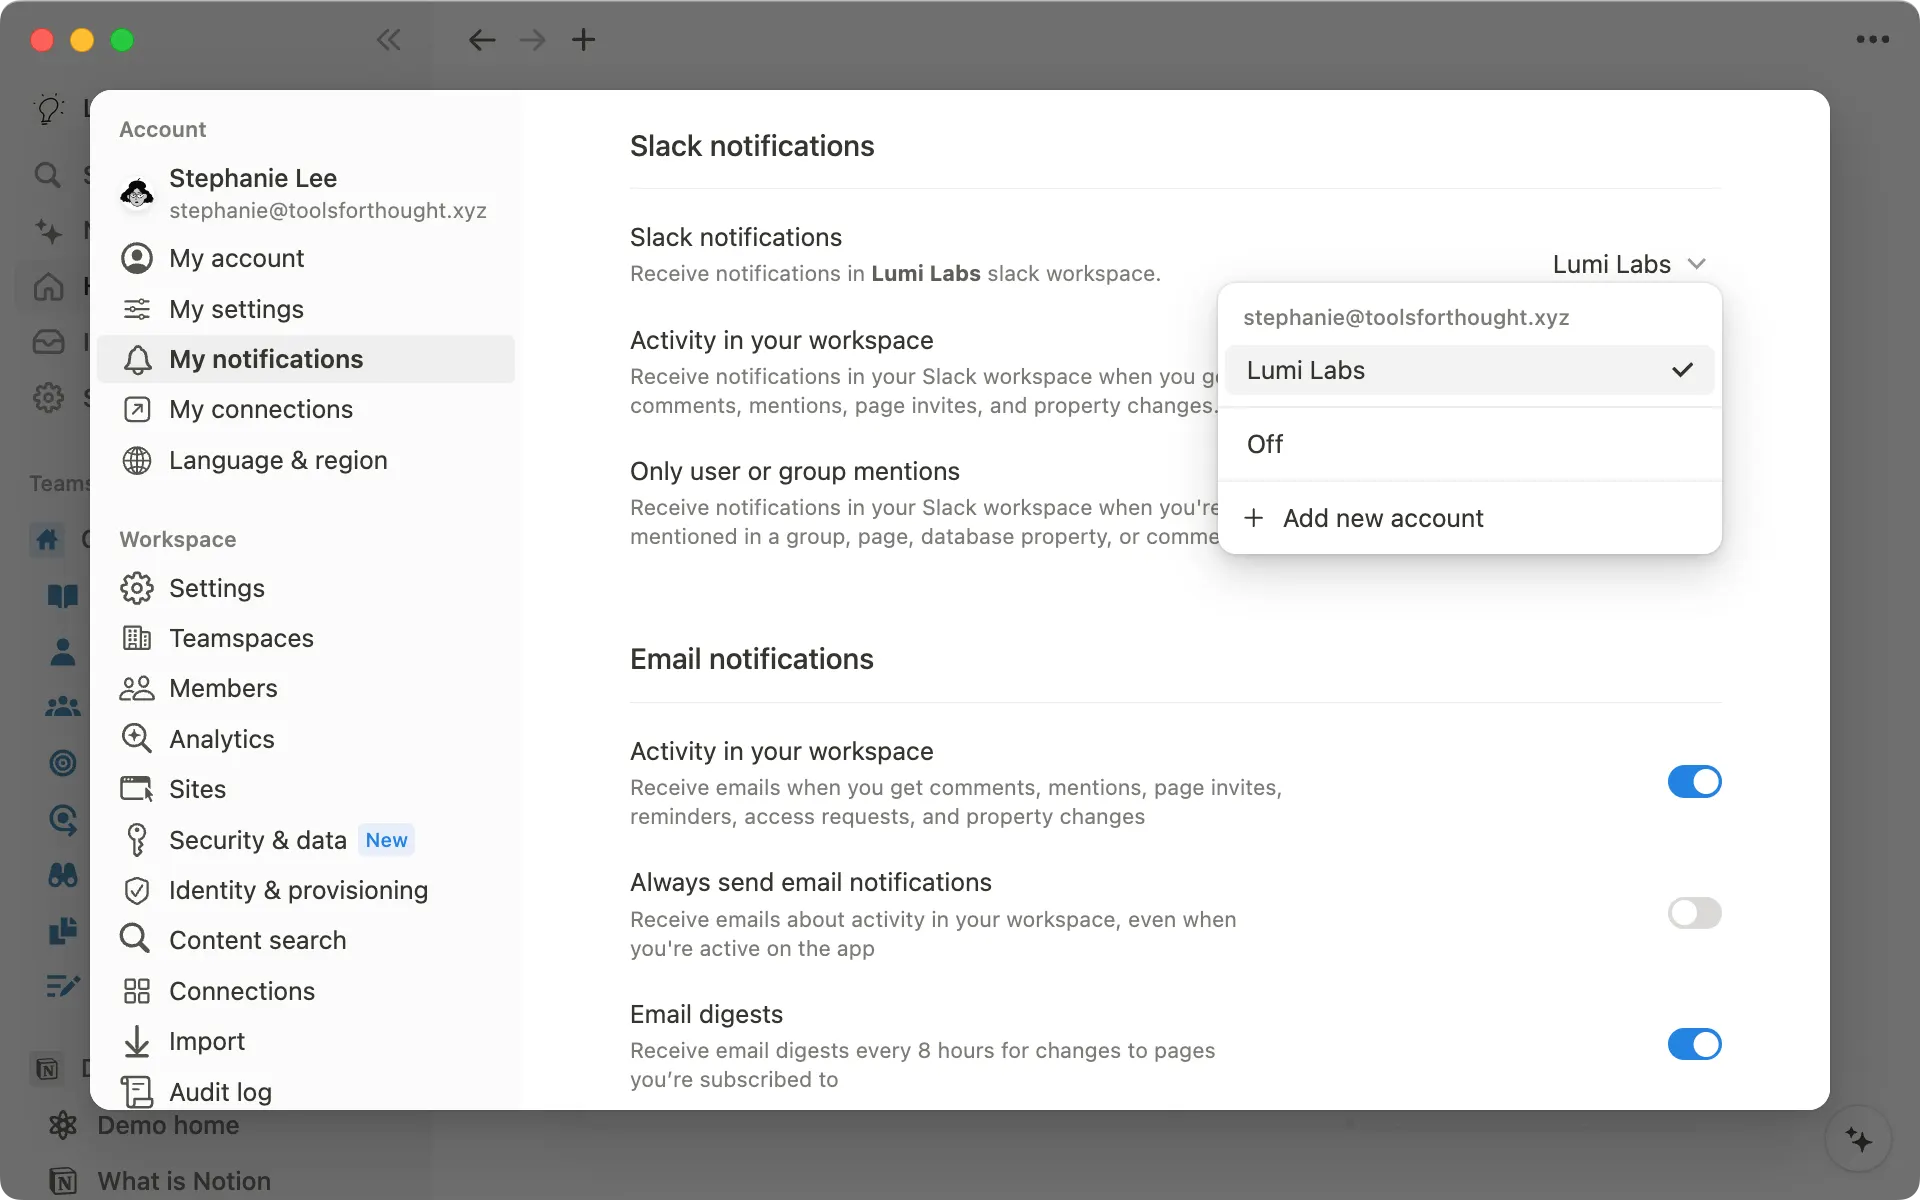 Account
Stephanie Lee
stephanie@toolsforthought.xyz
My account
My settings
My notifications
My connections
Language & region
Workspace
Settings
Teamspaces
Members
Analytics
Sites
Security & data New
Identity & provisioning
Content search
Connections
Import
Audit log
Teams
Demo home
What is Notion
Slack notifications
Slack notifications
Receive notifications in Lumi Labs slack workspace.
Lumi Labs
stephanie@toolsforthought.xyz
Lumi Labs
Off
Add new account
Activity in your workspace
Receive notifications in your Slack workspace when you
comments, mentions, page invites, and property changes.
Only user or group mentions
Receive notifications in your Slack workspace when you're
mentioned in a group, page, database property, or
Email notifications
Activity in your workspace
Receive emails when you get comments, mentions, page invites,
reminders, access requests, and property changes
Always send email notifications
Receive emails about activity in your workspace, even when
you're active on the app
Email digests
Receive email digests every 8 hours for changes to pages
you’re subscribed to